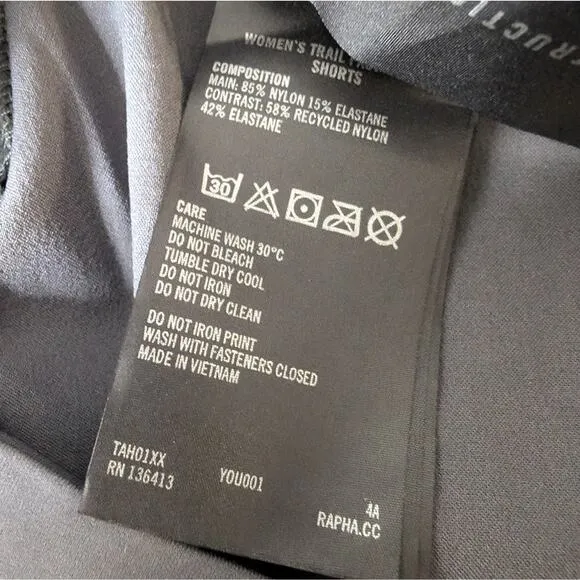 RUCTIO
WOMEN'S TRAIL
SHORTS
COMPOSITION
MAIN: 85% NYLON 15% ELASTANE
CONTRAST: 58% RECYCLED NYLON
42% ELASTANE
30
CARE
MACHINE WASH 30°C
DO NOT BLEACH
TUMBLE DRY COOL
DO NOT IRON
DO NOT DRY CLEAN
DO NOT IRON PRINT
WASH WITH FASTENERS CLOSED
MADE IN VIETNAM
TAH01XX
RN 136413 YOU001
4A
RAPHA.CC